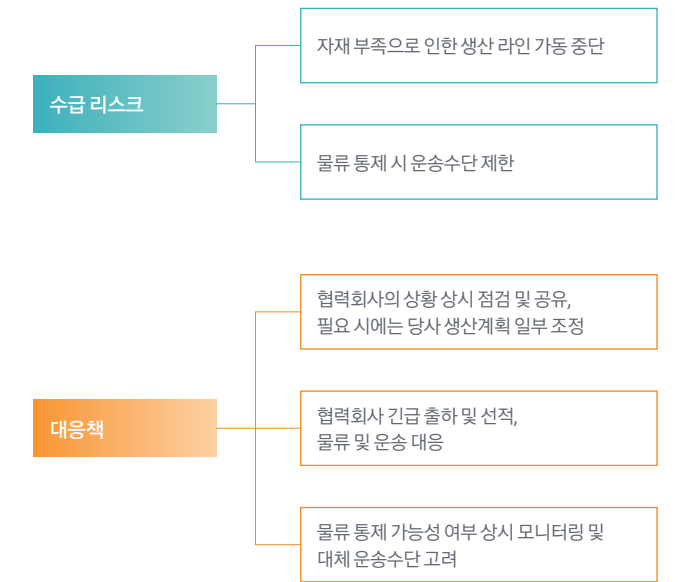 수급 리스크
자재 부족으로 인한 생산 라인 가동 중단
물류 통제 시 운송수단 제한
대응책
협력회사의 상황 상시 점검 및 공유,
필요 시에는 당사 생산계획 일부 조정
협력회사 긴급 출하 및 선적,
물류 및 운송 대응
물류 통제 가능성 여부 상시 모니터링 및
대체 운송수단 고려